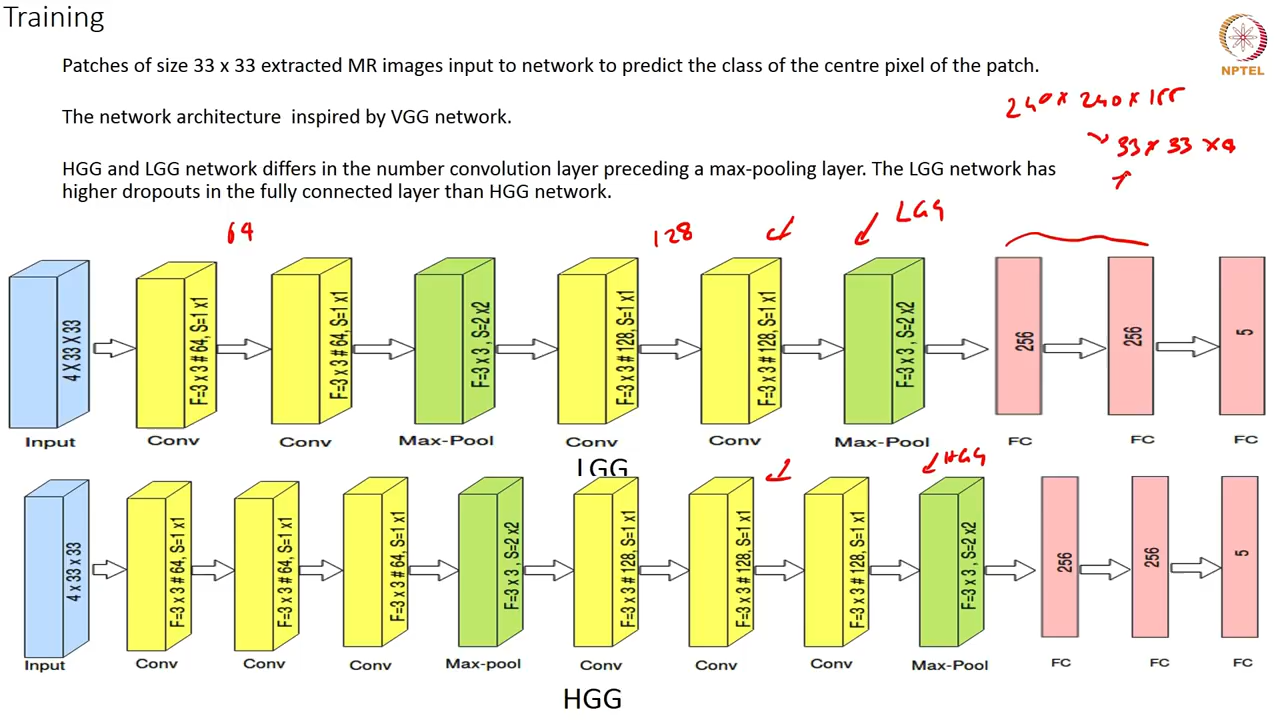 Training
NPTEL
Patches of size 33 x 33 extracted MR images input to network to predict the class of the centre pixel of the patch.
240 x 240 x 155
The network architecture inspired by VGG network.
33 x 33 x 4
HGG and LGG network differs in the number convolution layer preceding a max-pooling layer. The LGG network has
higher dropouts in the fully connected layer than HGG network.
64
128
LGG
4 X 33 X 33
F=3 x 3 # 64, S=1 x1
F=3 x 3 # 64, S=1 x1
F=3 x 3 , S=2 x2
F=3 x 3 # 128, S=1 x1
F=3 x 3 # 128, S=1 x1
F=3 x 3 , S=2 x2
256
256
5
Input
Conv
Conv
Max-Pool
Conv
Conv
Max-Pool
FC
FC
FC
LGG
HGG
4 x 33 x 33
F=3 x 3 # 64, S=1 x1
F=3 x 3 # 64, S=1 x1
F=3 x 3 # 64, S=1 x1
F=3 x 3 , S=2 x2
F=3 x 3 # 128, S=1 x1
F=3 x 3 # 128, S=1 x1
F=3 x 3 # 128, S=1 x1
F=3 x 3 , S=2 x2
256
256
5
Input
Conv
Conv
Conv
Max-pool
Conv
Conv
Conv
Max-Pool
FC
FC
FC
HGG